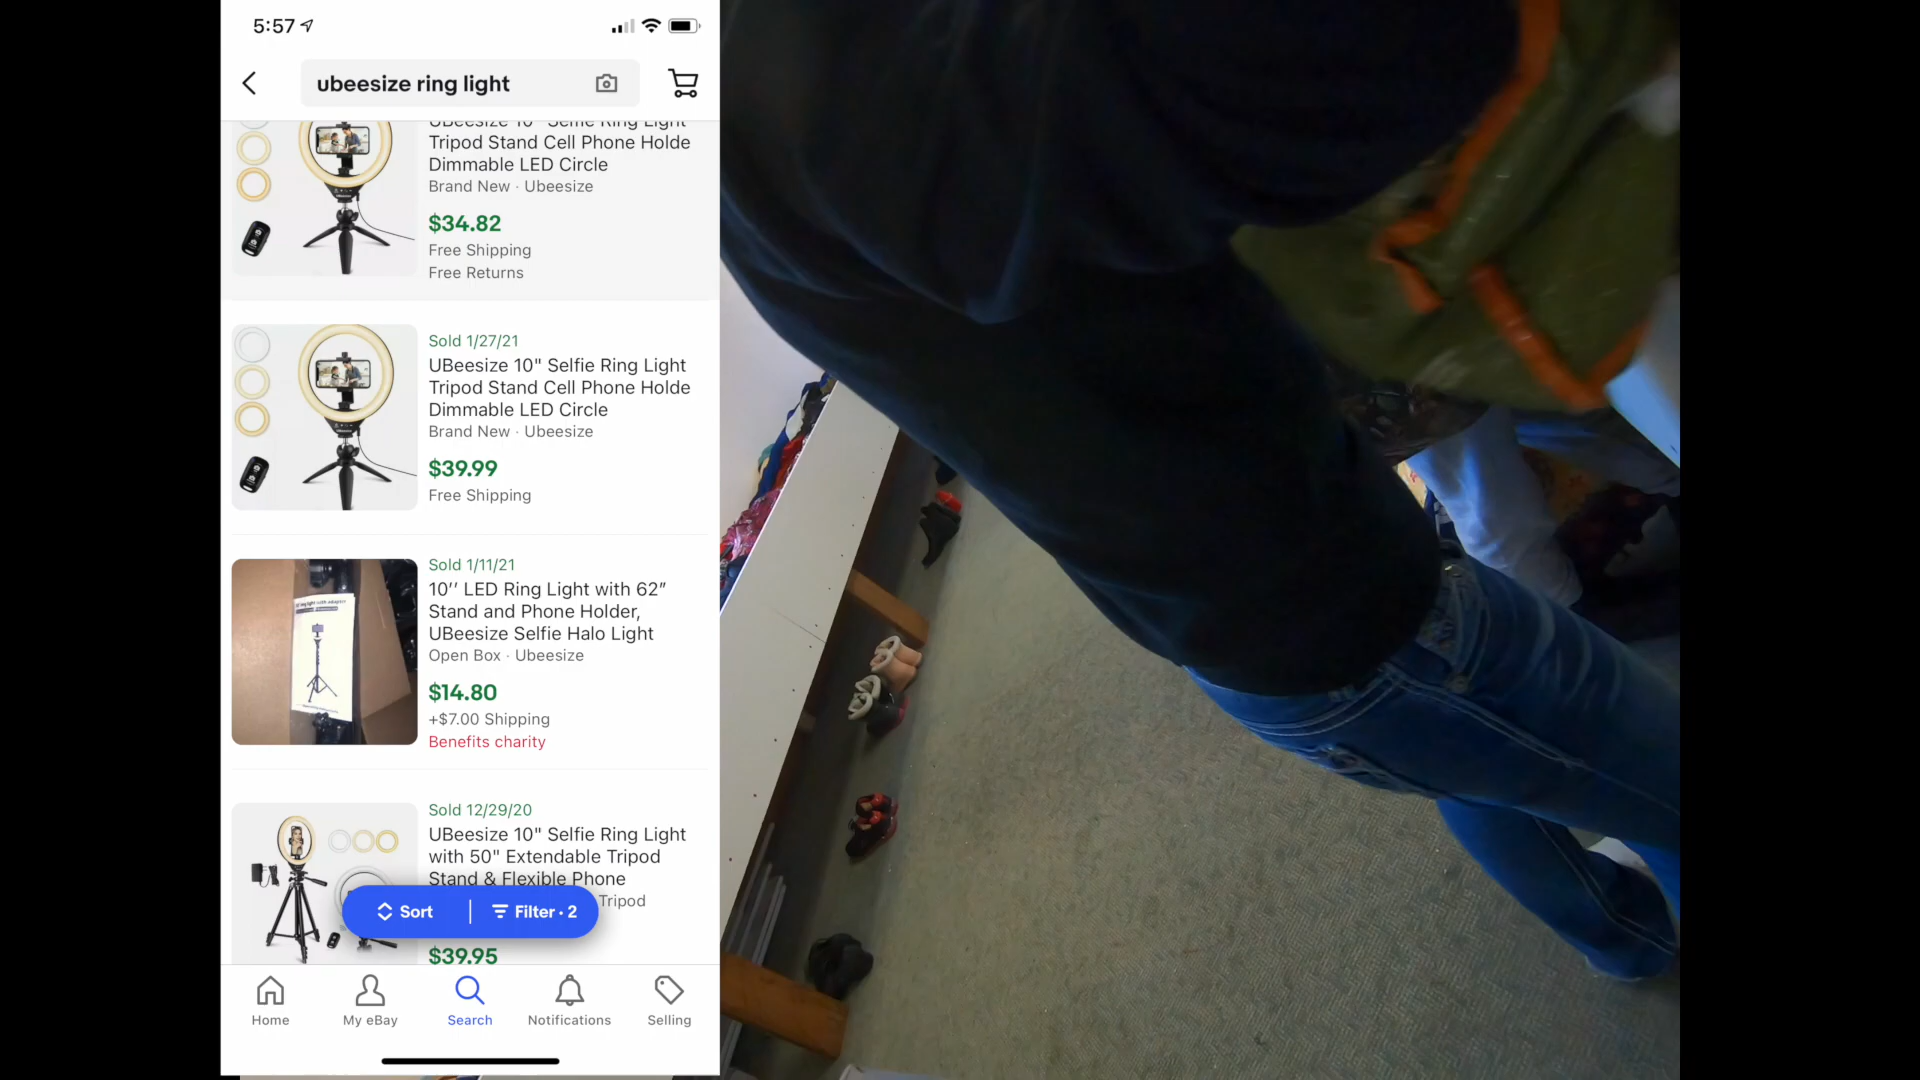 5:57
ubeesize ring light
UBeesize 10" Selfie Ring Light
Tripod Stand Cell Phone Holde
Dimmable LED Circle
Brand New · Ubeesize
$34.82
Free Shipping
Free Returns
Sold 1/27/21
UBeesize 10" Selfie Ring Light
Tripod Stand Cell Phone Holde
Dimmable LED Circle
Brand New · Ubeesize
$39.99
Free Shipping
Sold 1/11/21
10’’ LED Ring Light with 62”
Stand and Phone Holder,
UBeesize Selfie Halo Light
Open Box · Ubeesize
$14.80
+$7.00 Shipping
Benefits charity
Sold 12/29/20
UBeesize 10" Selfie Ring Light
with 50" Extendable Tripod
Stand & Flexible Phone
Tripod
$39.95
Sort
Filter · 2
Home
My eBay
Search
Notifications
Selling